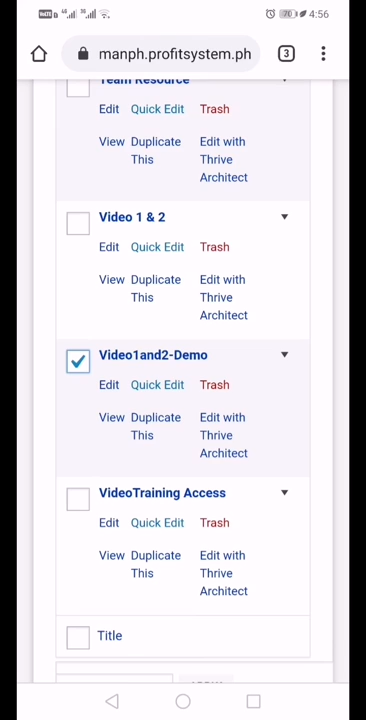 70 4:56
manph.profitsystem.ph 3
Team Resource
Edit Quick Edit Trash
View Duplicate This Edit with Thrive Architect
Video 1 & 2
Edit Quick Edit Trash
View Duplicate This Edit with Thrive Architect
Video1and2-Demo
Edit Quick Edit Trash
View Duplicate This Edit with Thrive Architect
VideoTraining Access
Edit Quick Edit Trash
View Duplicate This Edit with Thrive Architect
Title